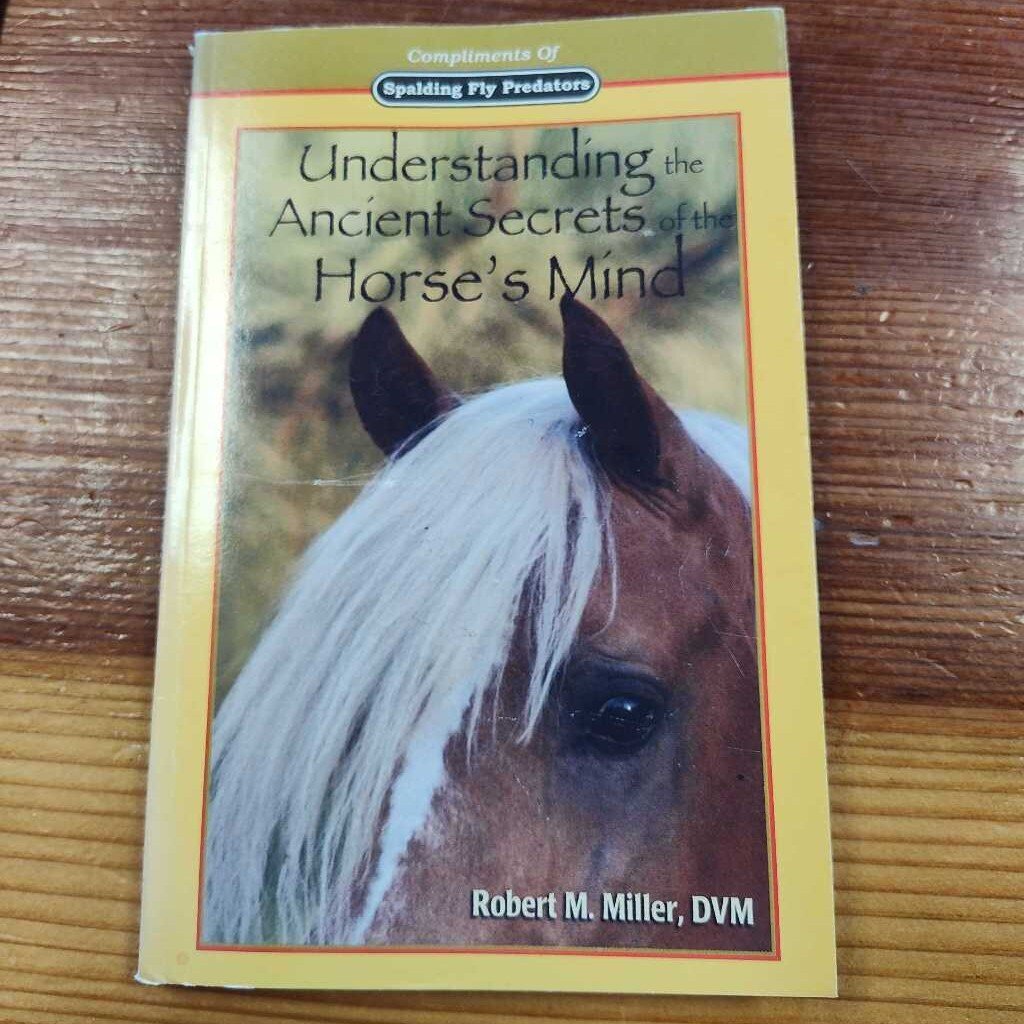 Compliments Of
Spalding Fly Predators
Understanding the
Ancient Secrets of the
Horse's Mind
Robert M. Miller, DVM